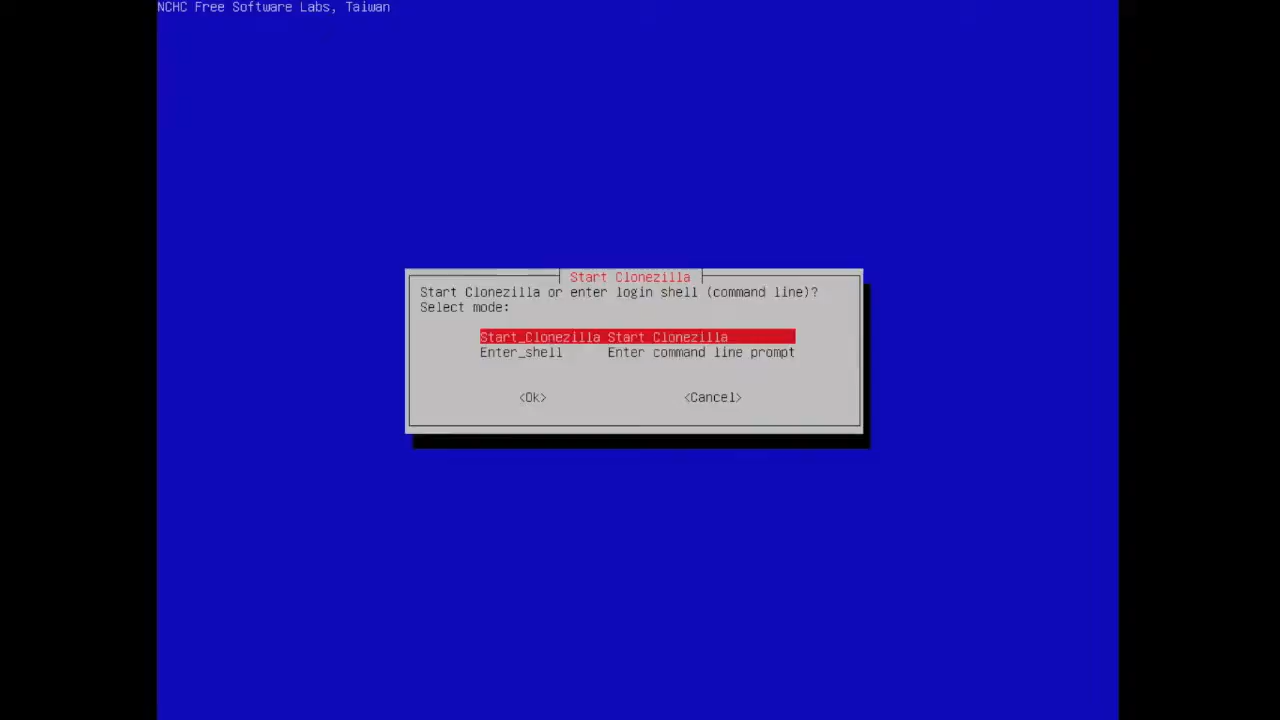 NCHC Free Software Labs, Taiwan
Start Clonezilla
Start Clonezilla or enter login shell (command line)?
Select mode:
Start_Clonezilla Start Clonezilla
Enter_shell Enter command line prompt
<Ok> <Cancel>